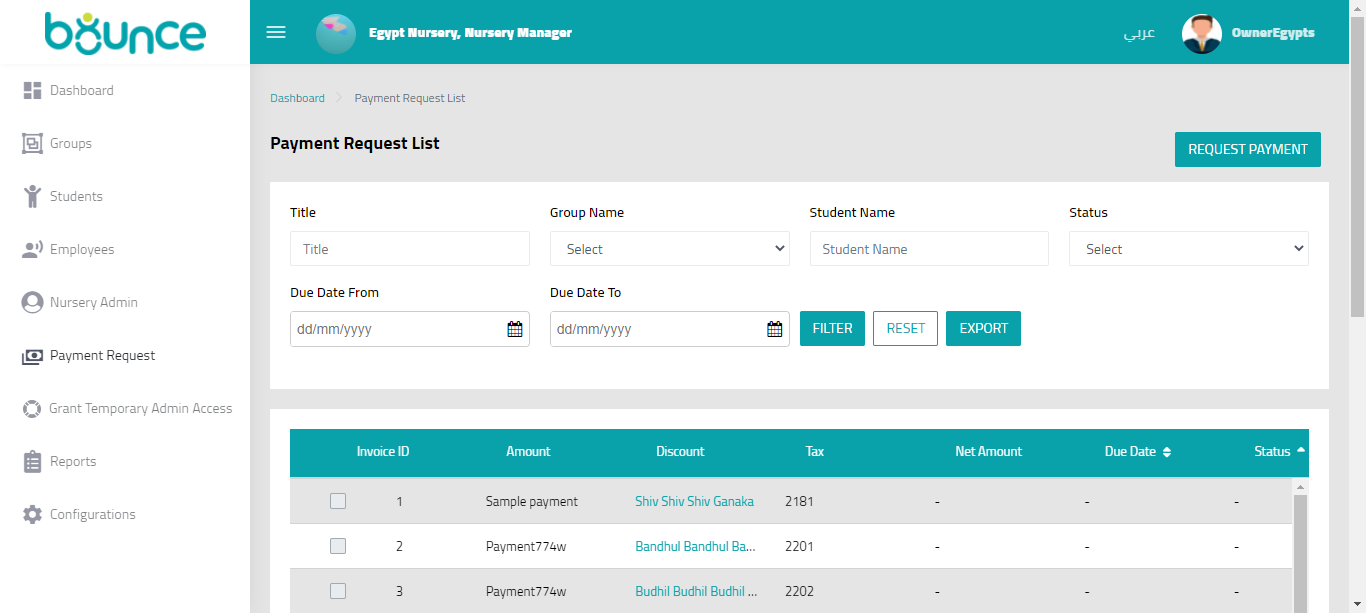 bounce
Egypt Nursery, Nursery Manager
عربي
OwnerEgypts
Dashboard
Groups
Students
Employees
Nursery Admin
Payment Request
Grant Temporary Admin Access
Reports
Configurations
Dashboard Payment Request List
Payment Request List
REQUEST PAYMENT
Title Group Name Student Name Status
Title Select Student Name Select
Due Date From Due Date To
dd/mm/yyyy dd/mm/yyyy FILTER RESET EXPORT
Invoice ID Amount Discount Tax Net Amount Due Date Status
1 Sample payment Shiv Shiv Shiv Ganaka 2181 - - -
2 Payment774w Bandhul Bandhul Ba... 2201 - - -
3 Payment774w Budhil Budhil Budhil ... 2202 - - -